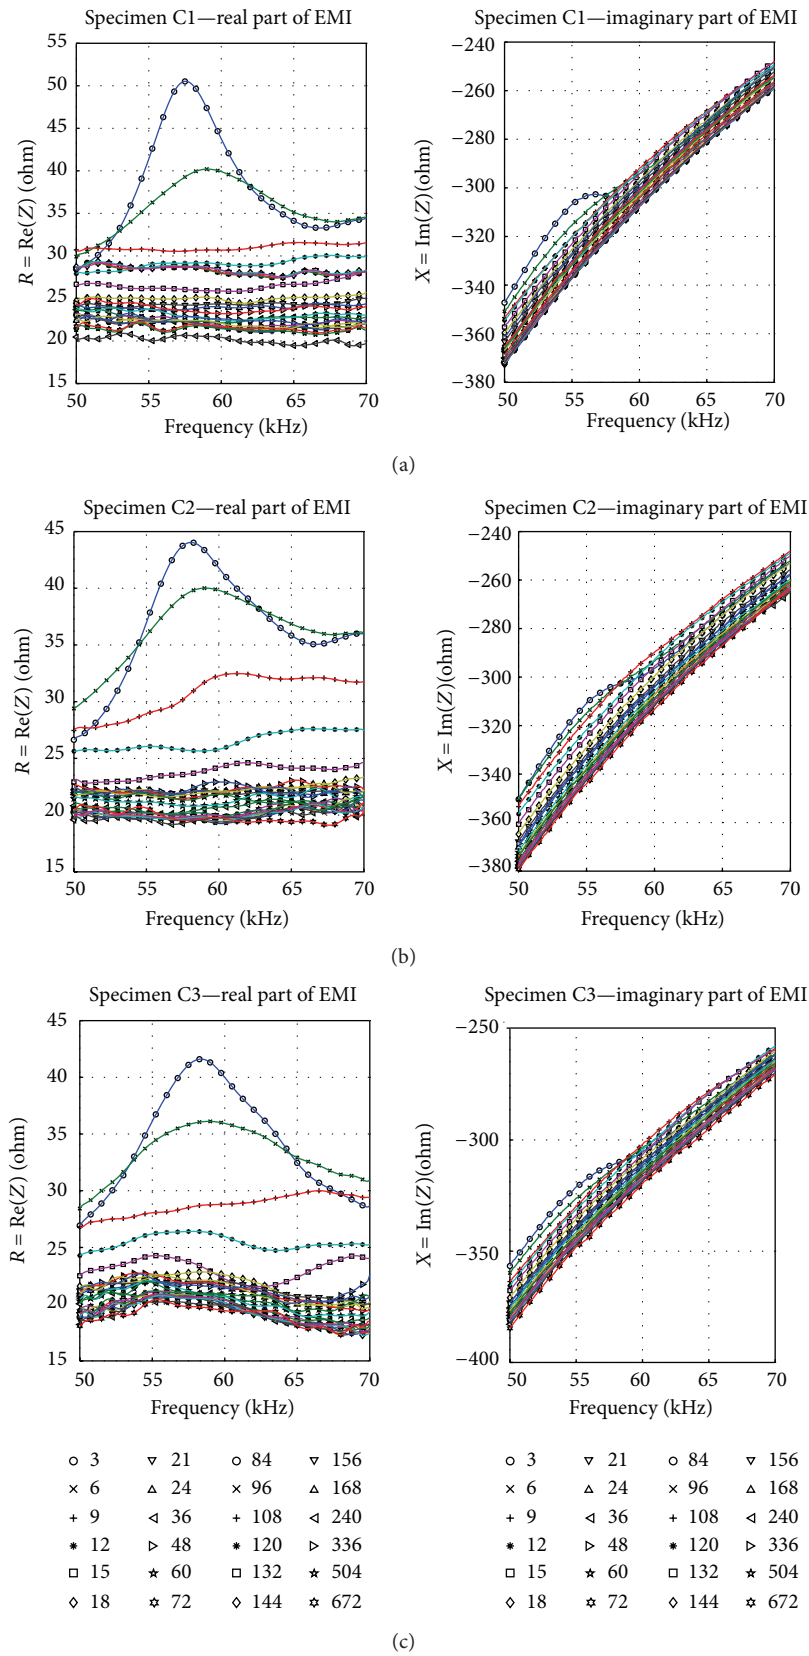 Specimen C1—real part of EMI
R = Re(Z) (ohm)
55
50
45
40
35
30
25
20
15
50 55 60 65 70
Frequency (kHz)
Specimen C1—imaginary part of EMI
X = Im(Z)(ohm)
−240
−260
−280
−300
−320
−340
−360
−380
50 55 60 65 70
Frequency (kHz)
(a)
Specimen C2—real part of EMI
R = Re(Z) (ohm)
45
40
35
30
25
20
15
50 55 60 65 70
Frequency (kHz)
Specimen C2—imaginary part of EMI
X = Im(Z)(ohm)
−240
−260
−280
−300
−320
−340
−360
−380
50 55 60 65 70
Frequency (kHz)
(b)
Specimen C3—real part of EMI
R = Re(Z) (ohm)
45
40
35
30
25
20
15
50 55 60 65 70
Frequency (kHz)
Specimen C3—imaginary part of EMI
X = Im(Z)(ohm)
−250
−300
−350
−400
50 55 60 65 70
Frequency (kHz)
3 21 84 156
6 24 96 168
9 36 108 240
12 48 120 336
15 60 132 504
18 72 144 672
3 21 84 156
6 24 96 168
9 36 108 240
12 48 120 336
15 60 132 504
18 72 144 672
(c)